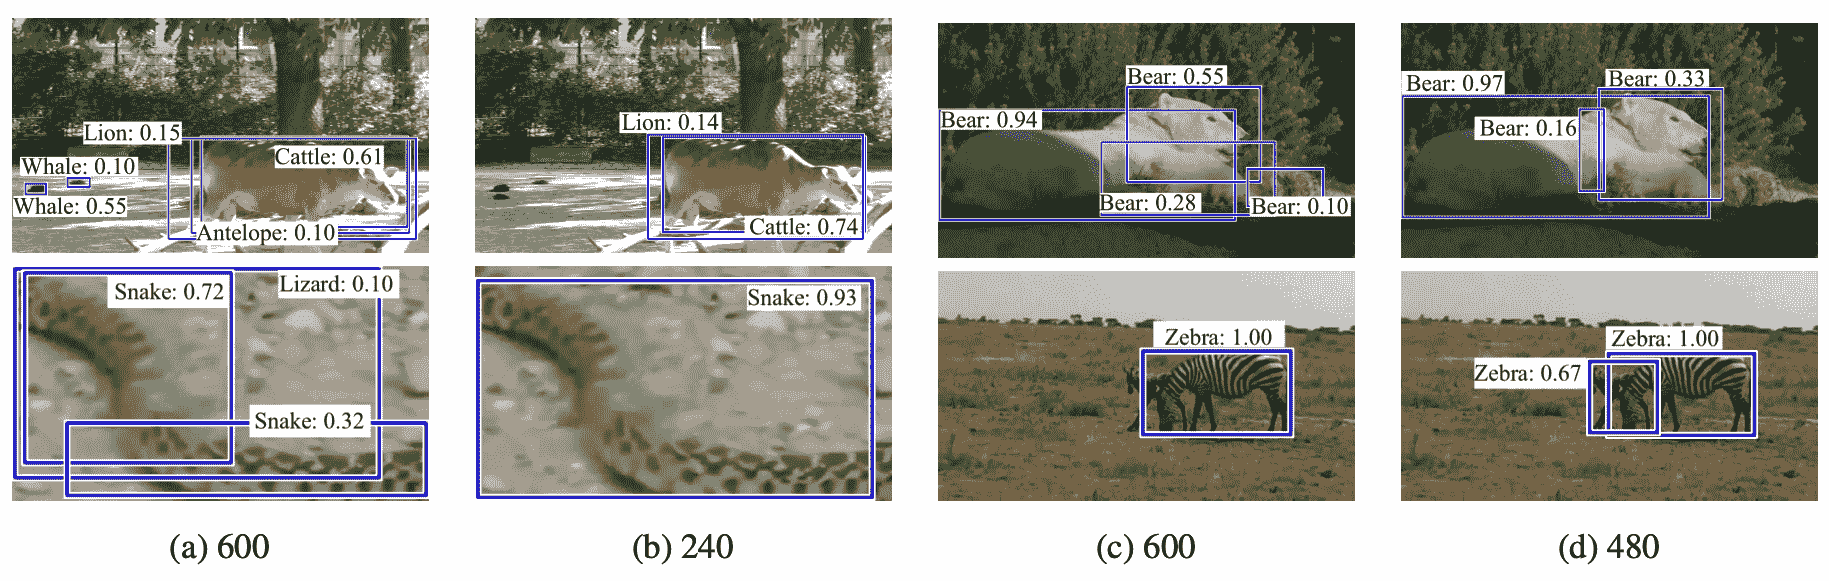 Lion: 0.15
Cattle: 0.61
Whale: 0.10
Whale: 0.55
Antelope: 0.10
Lion: 0.14
Cattle: 0.74
Bear: 0.55
Bear: 0.94
Bear: 0.28
Bear: 0.10
Bear: 0.97
Bear: 0.33
Bear: 0.16
Snake: 0.72
Lizard: 0.10
Snake: 0.32
Snake: 0.93
Zebra: 1.00
Zebra: 1.00
Zebra: 0.67
(a) 600
(b) 240
(c) 600
(d) 480